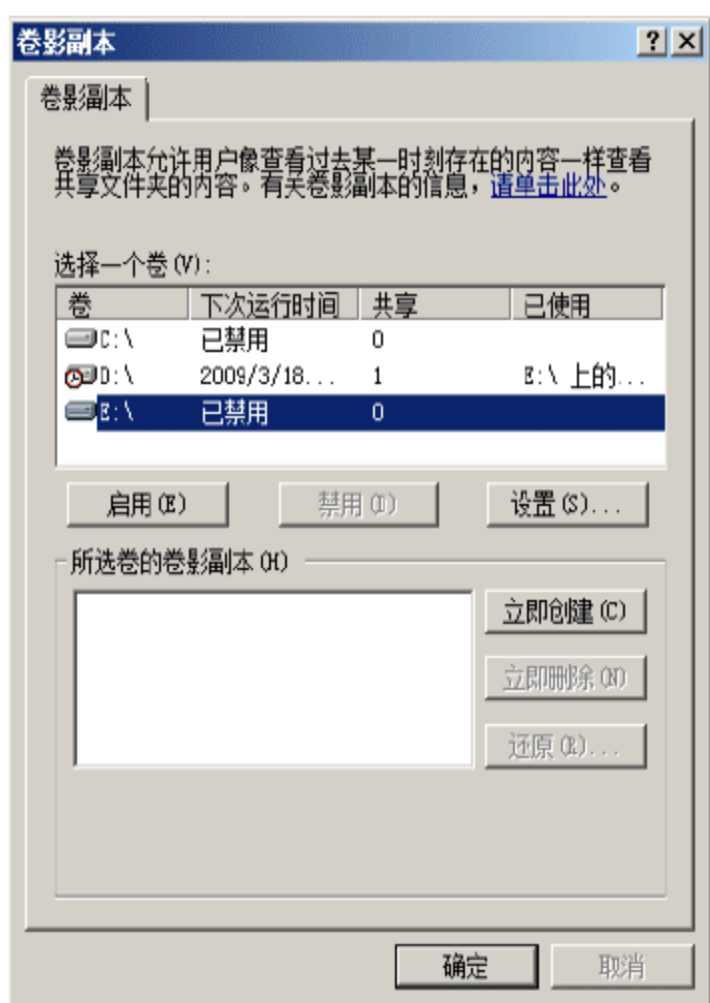 卷影副本
卷影副本
卷影副本允许用户像查看过去某一时刻存在的内容一样查看
共享文件夹的内容。有关卷影副本的信息，请单击此处。
选择一个卷(V):
卷 下次运行时间 共享 已使用
C:\ 已禁用 0
D:\ 2009/3/18... 1 E:\ 上的...
E:\ 已禁用 0
启用(E) 禁用(I) 设置(S)...
所选卷的卷影副本(H)
立即创建(C)
立即删除(N)
还原(R)...
确定 取消